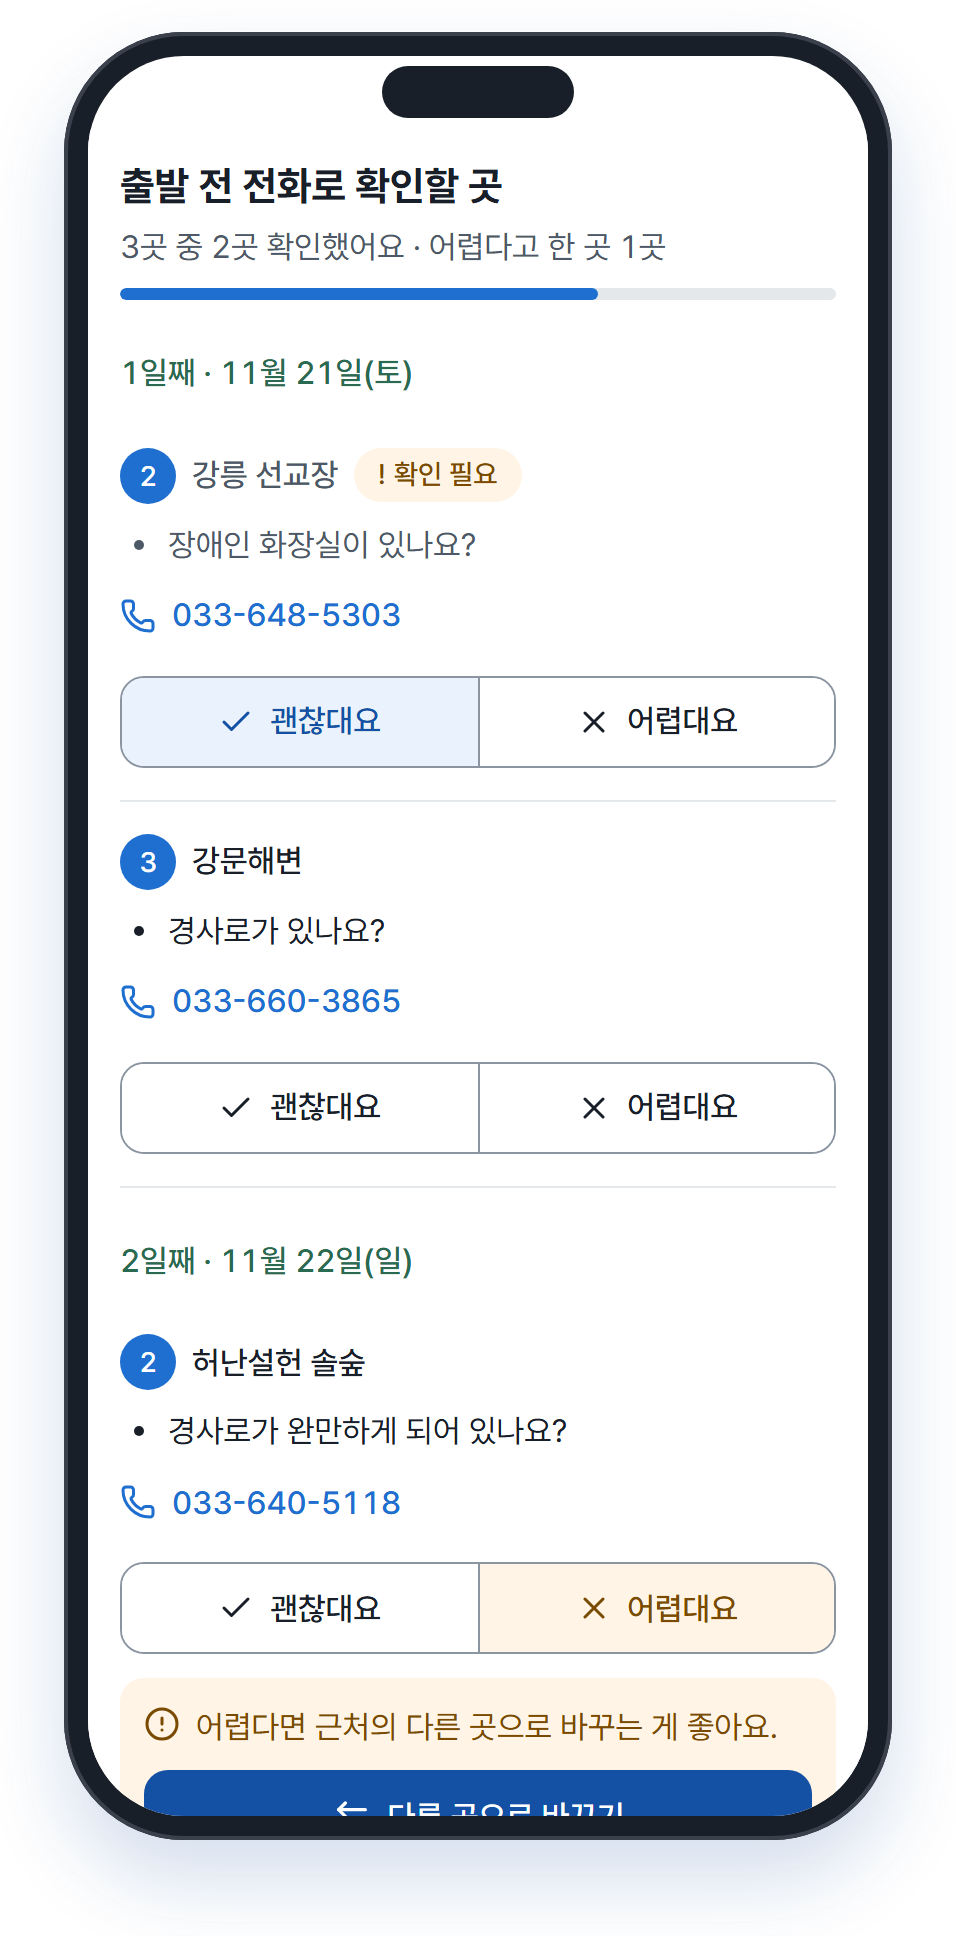 출발 전 전화로 확인할 곳
3곳 중 2곳 확인했어요 · 어렵다고 한 곳 1곳
1일째 · 11월 21일(토)
2 강릉 선교장 ! 확인 필요
• 장애인 화장실이 있나요?
033-648-5303
괜찮대요 어렵대요
3 강문해변
• 경사로가 있나요?
033-660-3865
괜찮대요 어렵대요
2일째 · 11월 22일(일)
2 허난설헌 솔숲
• 경사로가 완만하게 되어 있나요?
033-640-5118
괜찮대요 어렵대요
어렵다면 근처의 다른 곳으로 바꾸는 게 좋아요.
← 다른 곳으로 바꾸기